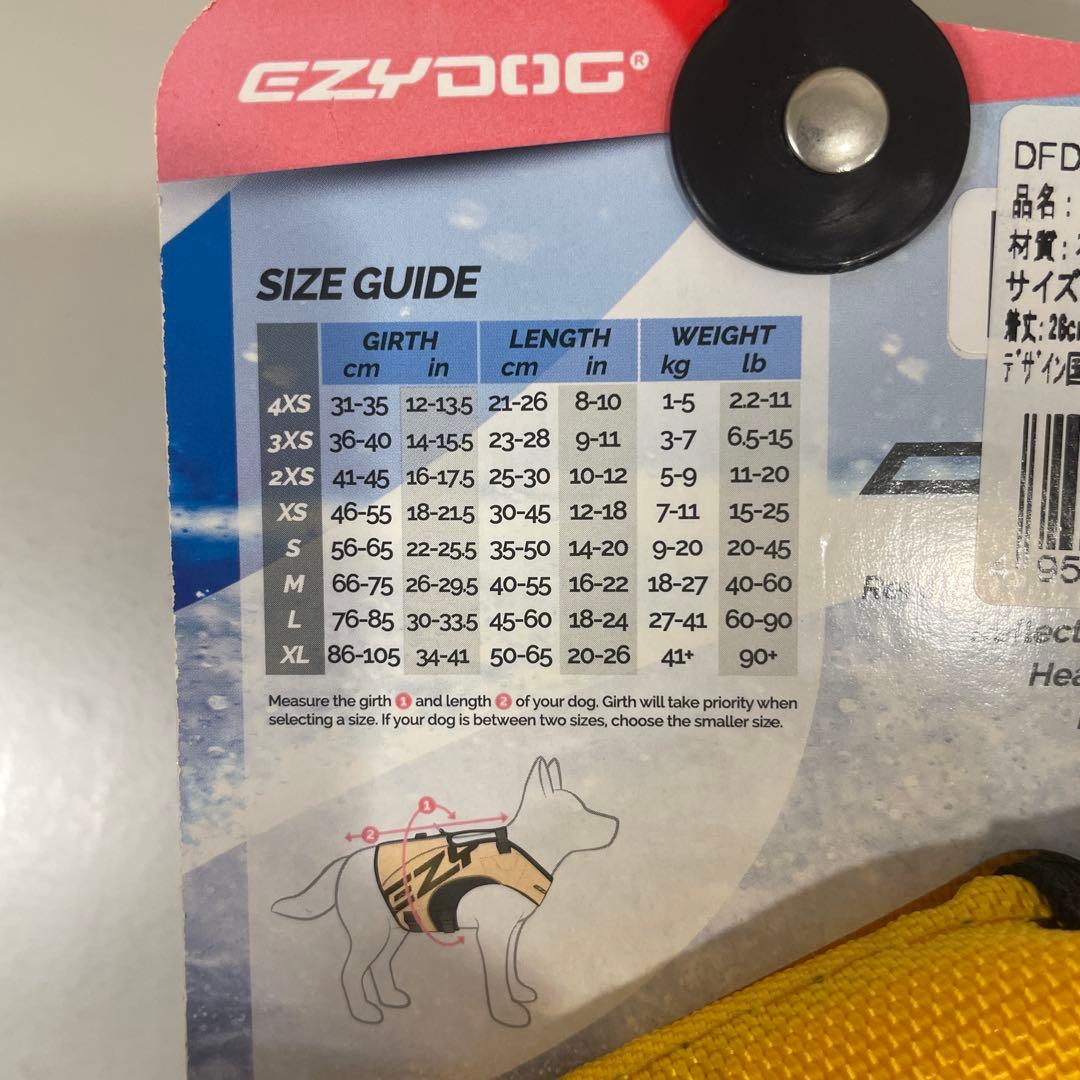 EZYDOG®
SIZE GUIDE
GIRTH LENGTH WEIGHT
cm in cm in kg lb
4XS 31-35 12-13.5 21-26 8-10 1-5 2.2-11
3XS 36-40 14-15.5 23-28 9-11 3-7 6.5-15
2XS 41-45 16-17.5 25-30 10-12 5-9 11-20
XS 46-55 18-21.5 30-45 12-18 7-11 15-25
S 56-65 22-25.5 35-50 14-20 9-20 20-45
M 66-75 26-29.5 40-55 16-22 18-27 40-60
L 76-85 30-33.5 45-60 18-24 27-41 60-90
XL 86-105 34-41 50-65 20-26 41+ 90+
Measure the girth 1 and length 2 of your dog. Girth will take priority when
selecting a size. If your dog is between two sizes, choose the smaller size.
1
2
EZY
DFD
品名:
材質:
サイズ
着丈:28c
デザイン国
95
Hea